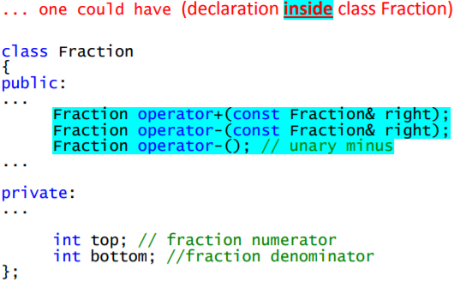 ... one could have (declaration inside class Fraction)
class Fraction
{
public:
...
Fraction operator+(const Fraction& right);
Fraction operator-(const Fraction& right);
Fraction operator-(); // unary minus
...
private:
...
int top; // fraction numerator
int bottom; //fraction denominator
};